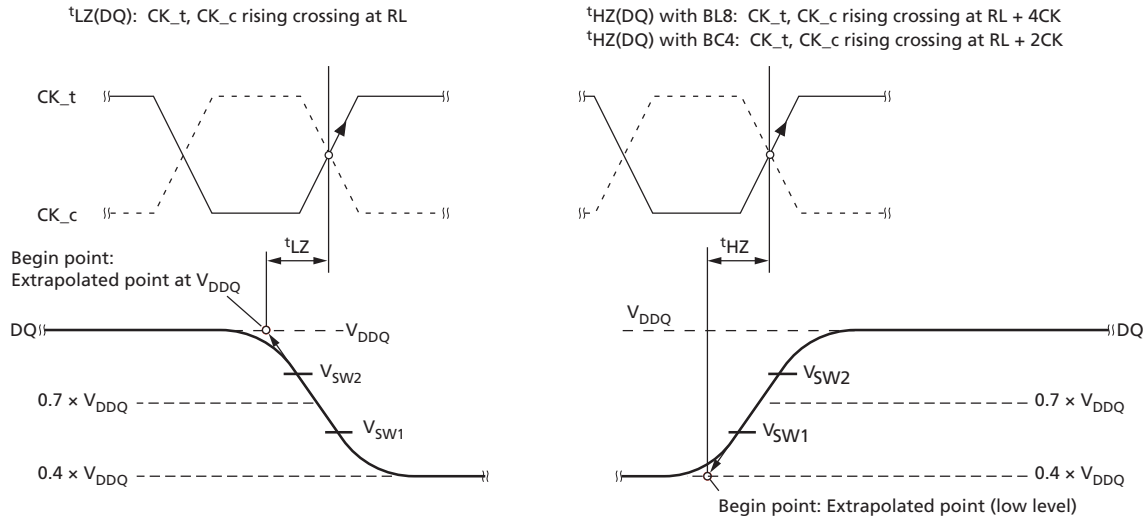 tLZ(DQ): CK_t, CK_c rising crossing at RL
tHZ(DQ) with BL8: CK_t, CK_c rising crossing at RL + 4CK
tHZ(DQ) with BC4: CK_t, CK_c rising crossing at RL + 2CK
CK_t
CK_c
tLZ
tHZ
Begin point:
Extrapolated point at VDDQ
DQ
VDDQ
VSW2
0.7 × VDDQ
VSW1
0.4 × VDDQ
VDDQ
DQ
VSW2
0.7 × VDDQ
VSW1
0.4 × VDDQ
Begin point: Extrapolated point (low level)